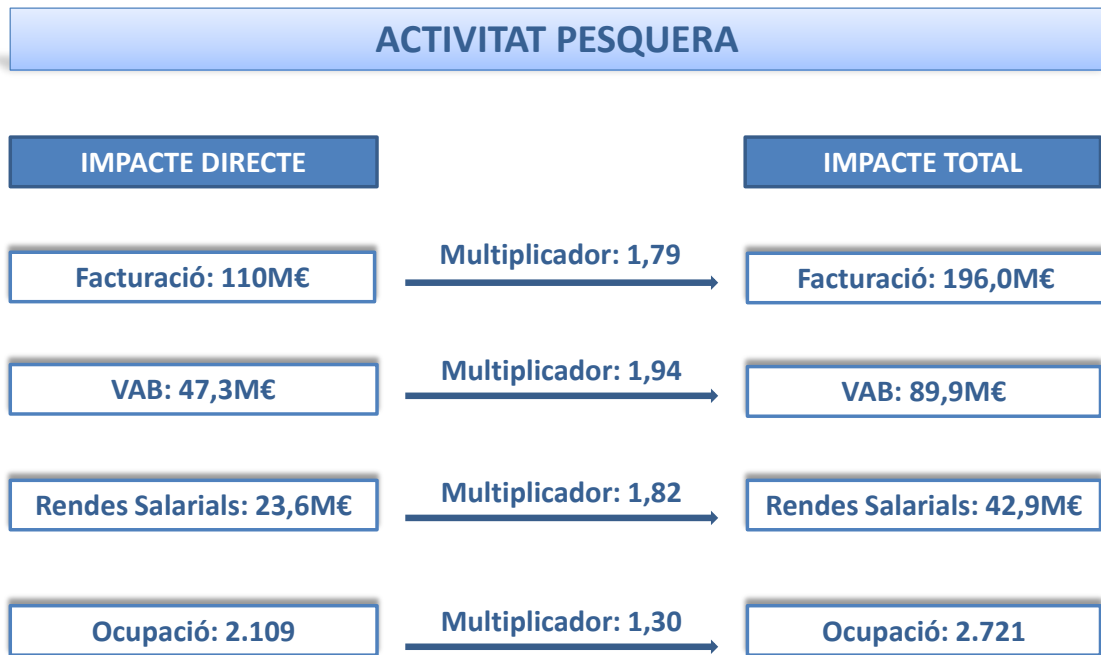 ACTIVITAT PESQUERA
IMPACTE DIRECTE
IMPACTE TOTAL
Facturació: 110M€
Multiplicador: 1,79
Facturació: 196,0M€
VAB: 47,3M€
Multiplicador: 1,94
VAB: 89,9M€
Rendes Salarials: 23,6M€
Multiplicador: 1,82
Rendes Salarials: 42,9M€
Ocupació: 2.109
Multiplicador: 1,30
Ocupació: 2.721